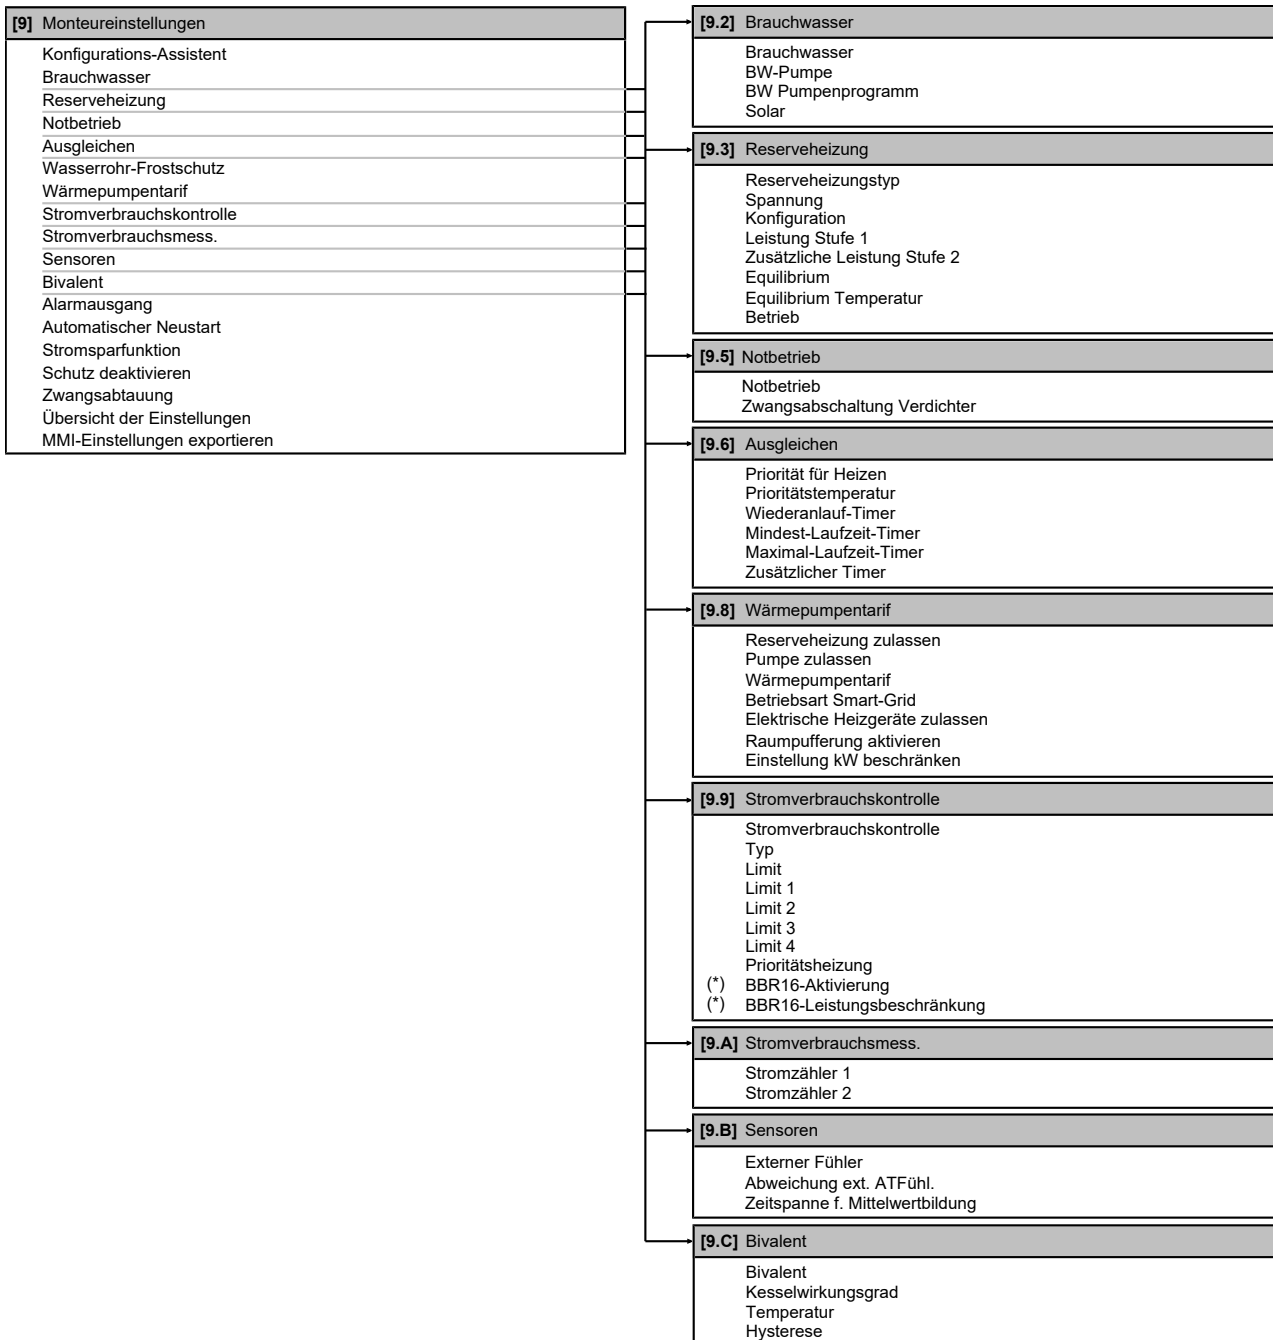 [9] Monteureinstellungen
Konfigurations-Assistent
Brauchwasser
Reserveheizung
Notbetrieb
Ausgleichen
Wasserrohr-Frostschutz
Wärmepumpentarif
Stromverbrauchskontrolle
Stromverbrauchsmess.
Sensoren
Bivalent
Alarmausgang
Automatischer Neustart
Stromsparfunktion
Schutz deaktivieren
Zwangsabtauung
Übersicht der Einstellungen
MMI-Einstellungen exportieren
[9.2] Brauchwasser
Brauchwasser
BW-Pumpe
BW Pumpenprogramm
Solar
[9.3] Reserveheizung
Reserveheizungstyp
Spannung
Konfiguration
Leistung Stufe 1
Zusätzliche Leistung Stufe 2
Equilibrium
Equilibrium Temperatur
Betrieb
[9.5] Notbetrieb
Notbetrieb
Zwangsabschaltung Verdichter
[9.6] Ausgleichen
Priorität für Heizen
Prioritätstemperatur
Wiederanlauf-Timer
Mindest-Laufzeit-Timer
Maximal-Laufzeit-Timer
Zusätzlicher Timer
[9.8] Wärmepumpentarif
Reserveheizung zulassen
Pumpe zulassen
Wärmepumpentarif
Betriebsart Smart-Grid
Elektrische Heizgeräte zulassen
Raumpufferung aktivieren
Einstellung kW beschränken
[9.9] Stromverbrauchskontrolle
Stromverbrauchskontrolle
Typ
Limit
Limit 1
Limit 2
Limit 3
Limit 4
Prioritätsheizung
(*) BBR16-Aktivierung
(*) BBR16-Leistungsbeschränkung
[9.A] Stromverbrauchsmess.
Stromzähler 1
Stromzähler 2
[9.B] Sensoren
Externer Fühler
Abweichung ext. ATFühl.
Zeitspanne f. Mittelwertbildung
[9.C] Bivalent
Bivalent
Kesselwirkungsgrad
Temperatur
Hysterese